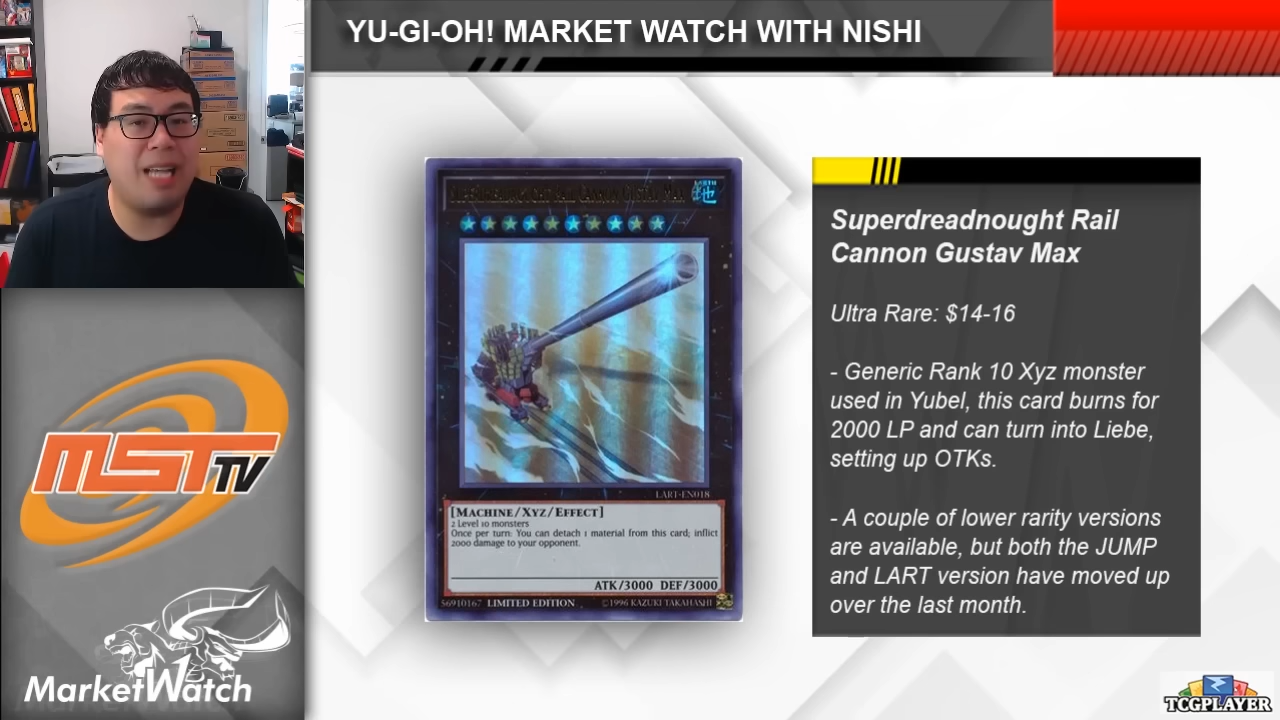 YU-GI-OH! MARKET WATCH WITH NISHI
MST TV
MarketWatch
SUPERDREADNOUGHT RAIL CANNON GUSTAV MAX
EARTH
地
LART-EN018
[MACHINE/XYZ/EFFECT]
2 Level 10 monsters
Once per turn: You can detach 1 material from this card; inflict
2000 damage to your opponent.
ATK/3000 DEF/3000
56910167 LIMITED EDITION ©1996 KAZUKI TAKAHASHI
Superdreadnought Rail
Cannon Gustav Max
Ultra Rare: $14-16
- Generic Rank 10 Xyz monster
used in Yubel, this card burns for
2000 LP and can turn into Liebe,
setting up OTKs.
- A couple of lower rarity versions
are available, but both the JUMP
and LART version have moved up
over the last month.
TCGPLAYER